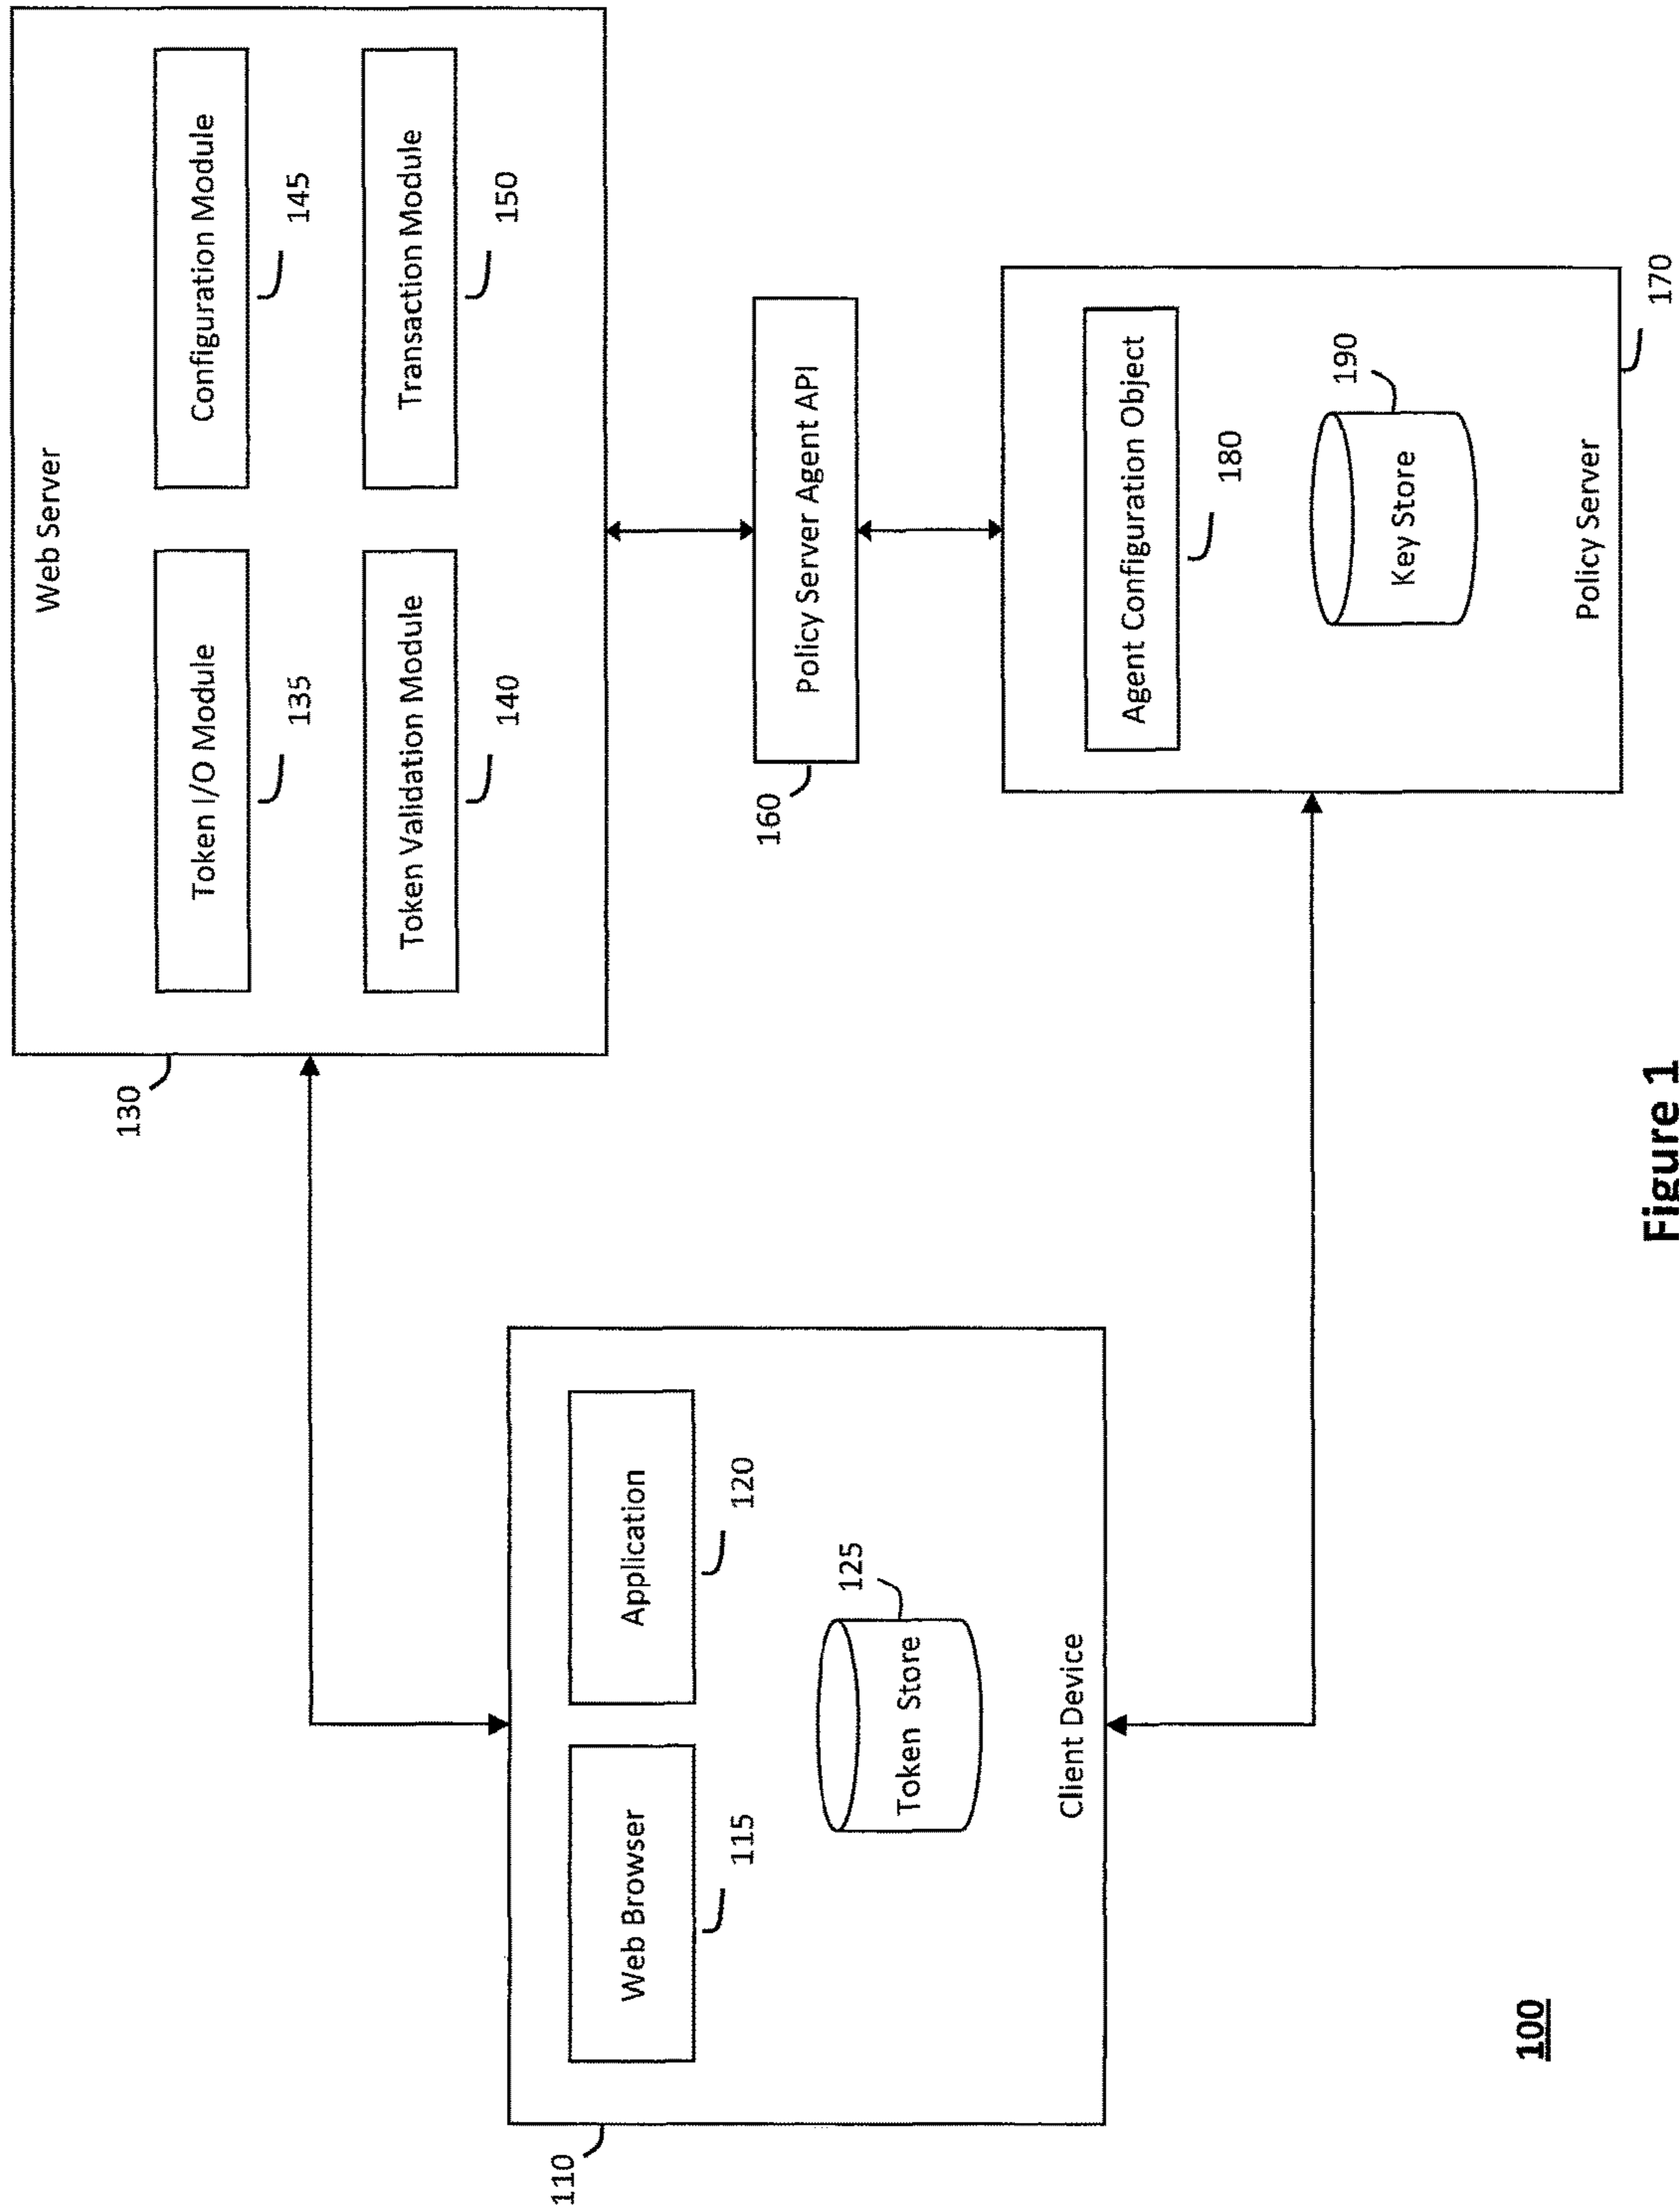 Web Server
Token I/O Module
135
Configuration Module
145
Token Validation Module
140
Transaction Module
150
130
Web Browser
115
Application
120
Token Store
125
Client Device
110
Policy Server Agent API
160
Agent Configuration Object
180
Key Store
190
Policy Server
170
100
Figure 1